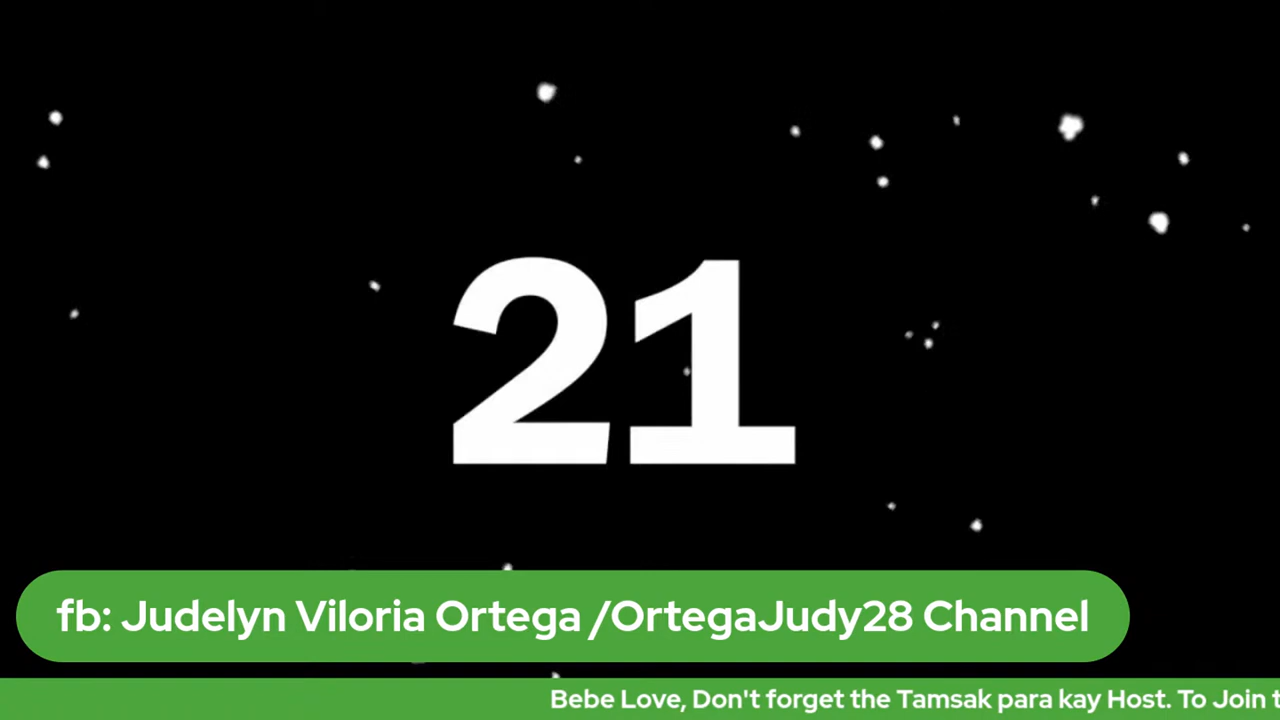 21
fb: Judelyn Viloria Ortega /OrtegaJudy28 Channel
Bebe Love, Don't forget the Tamsak para kay Host. To Join